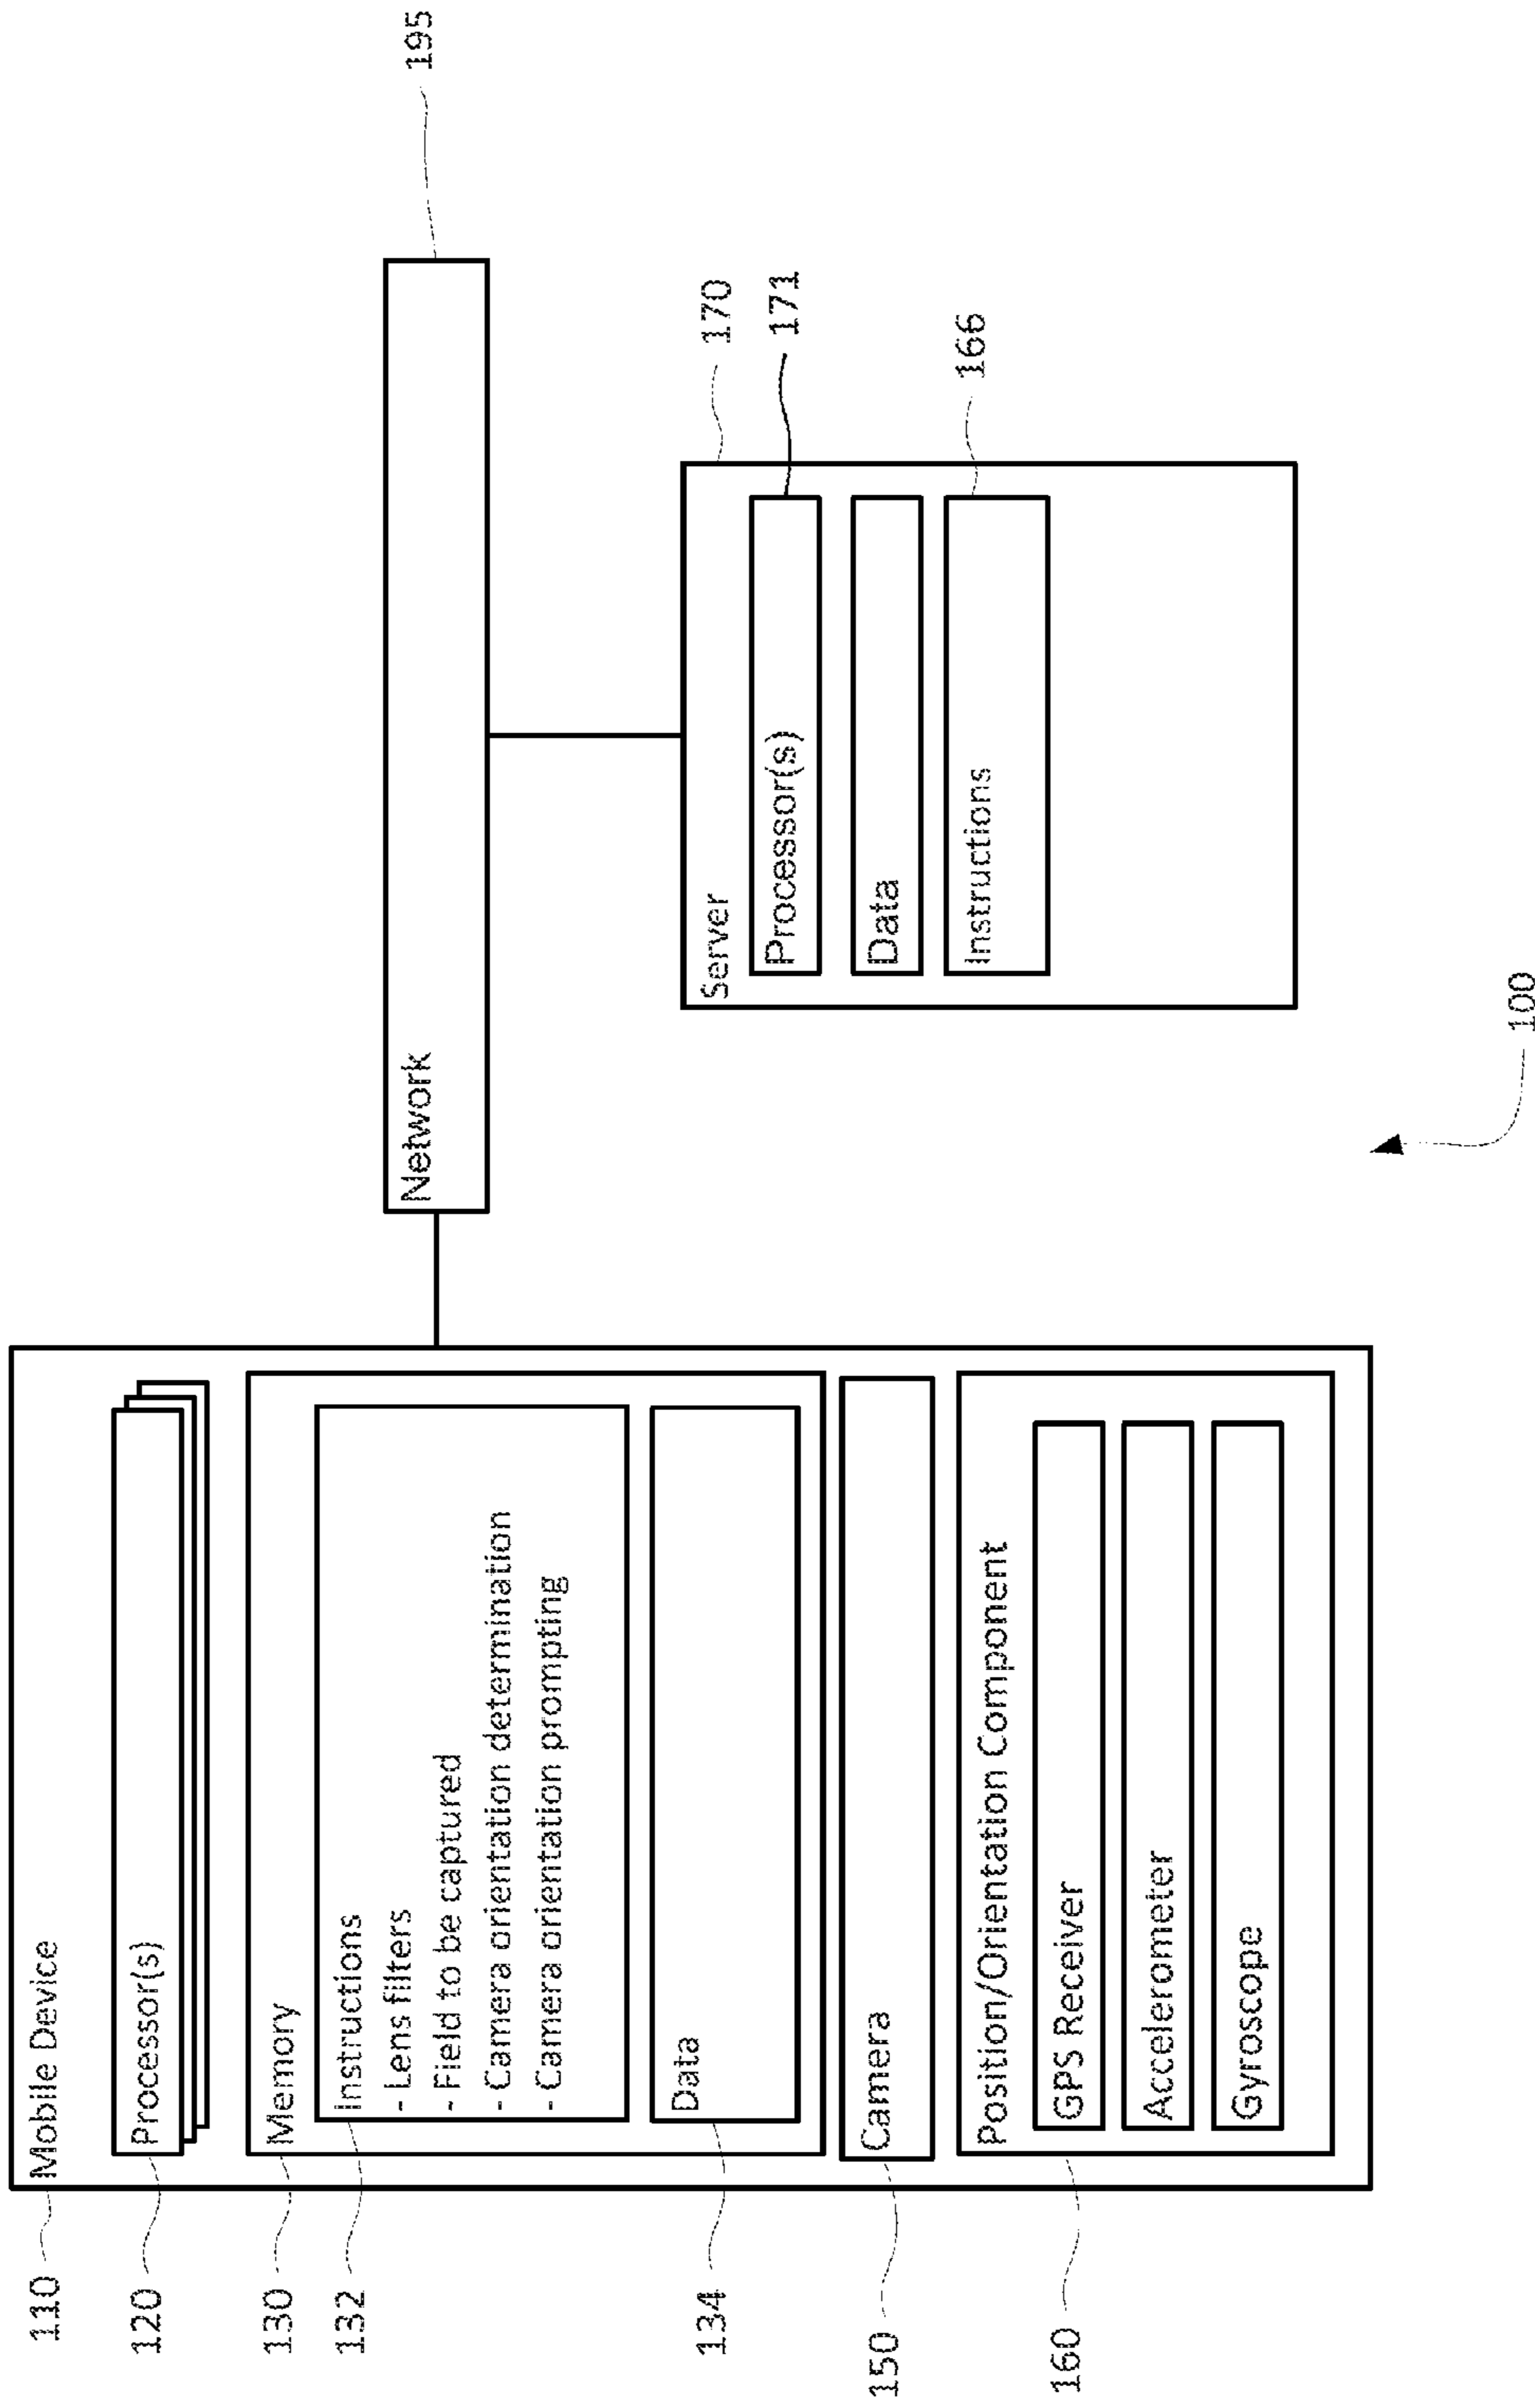 110
Mobile Device
120
Processor(s)
130
Memory
132
Instructions
- Lens filters
- Field to be captured
- Camera orientation determination
- Camera orientation prompting
134
Data
150
Camera
160
Position/Orientation Component
GPS Receiver
Accelerometer
Gyroscope
Network
195
Server
170
Processor(s)
171
Data
Instructions
166
100